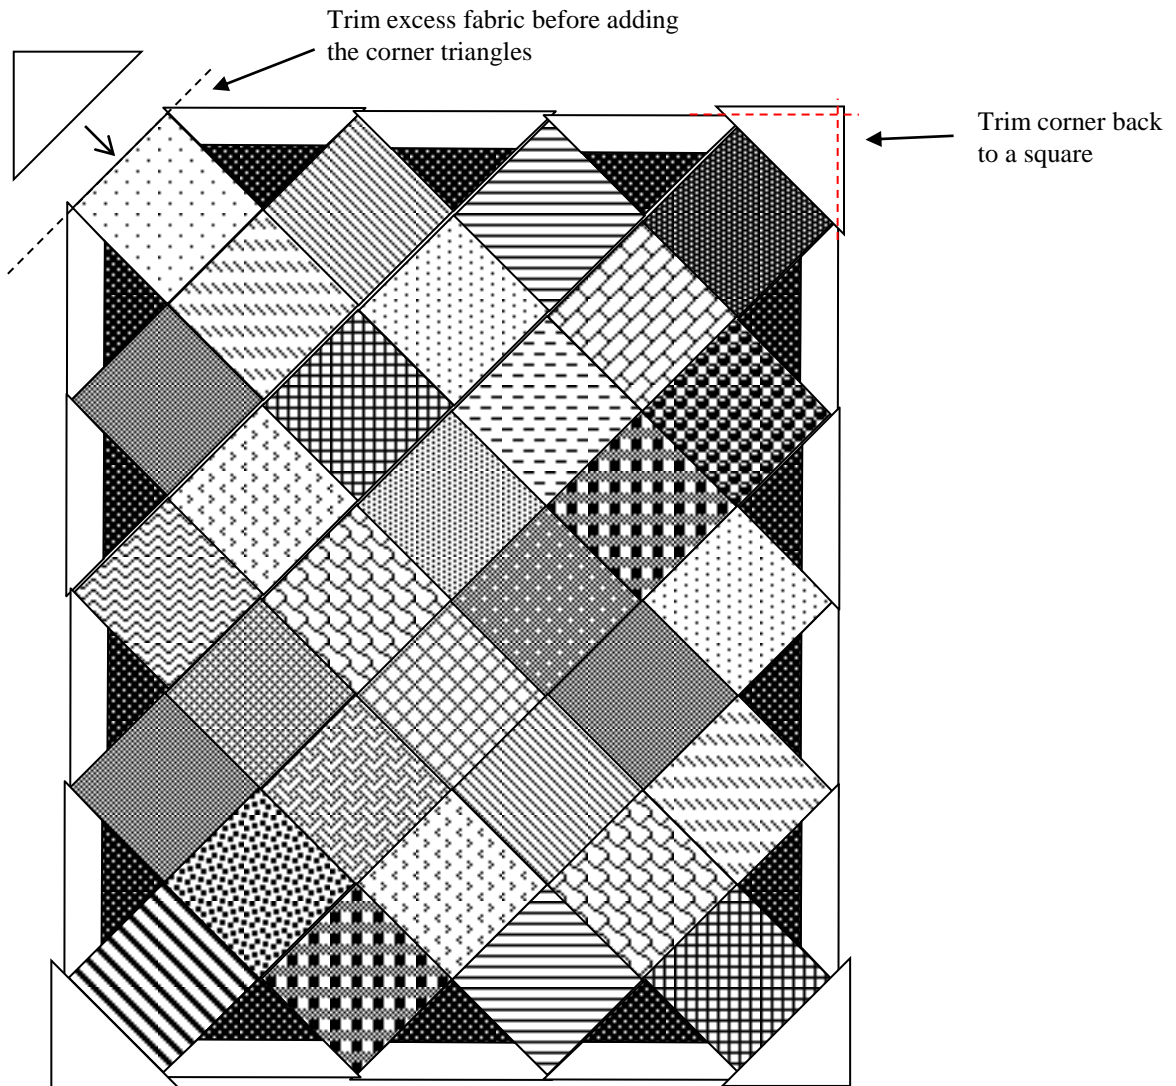 Trim excess fabric before adding
the corner triangles
Trim corner back
to a square